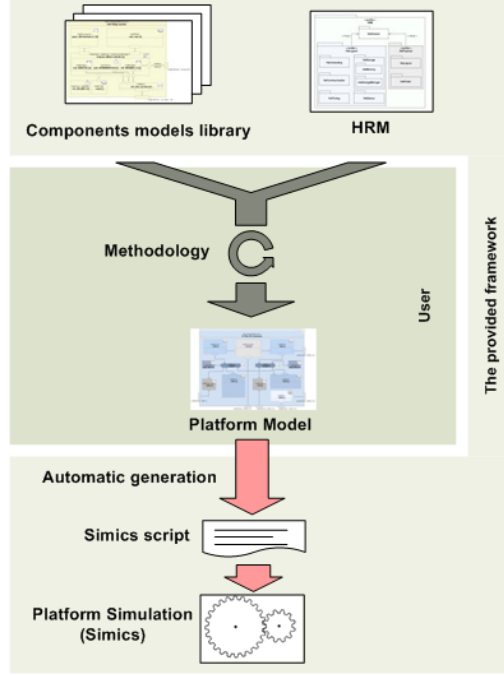 Components models library
HRM
Methodology
User
The provided framework
Platform Model
Automatic generation
Simics script
Platform Simulation
(Simics)